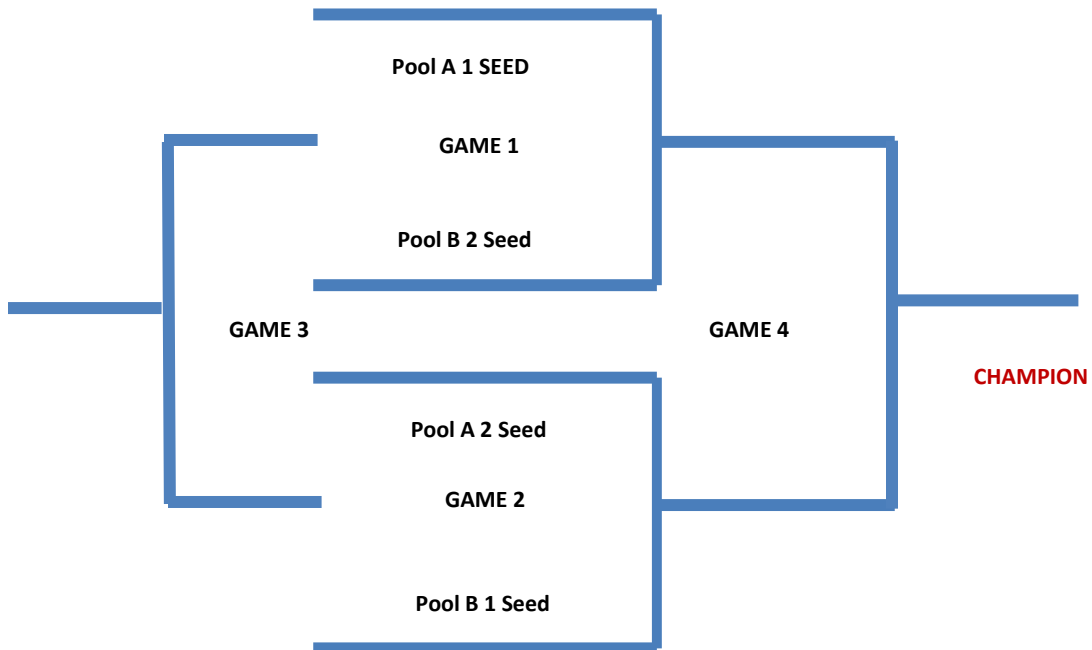 Pool A 1 SEED
GAME 1
Pool B 2 Seed
GAME 3
GAME 4
CHAMPION
Pool A 2 Seed
GAME 2
Pool B 1 Seed